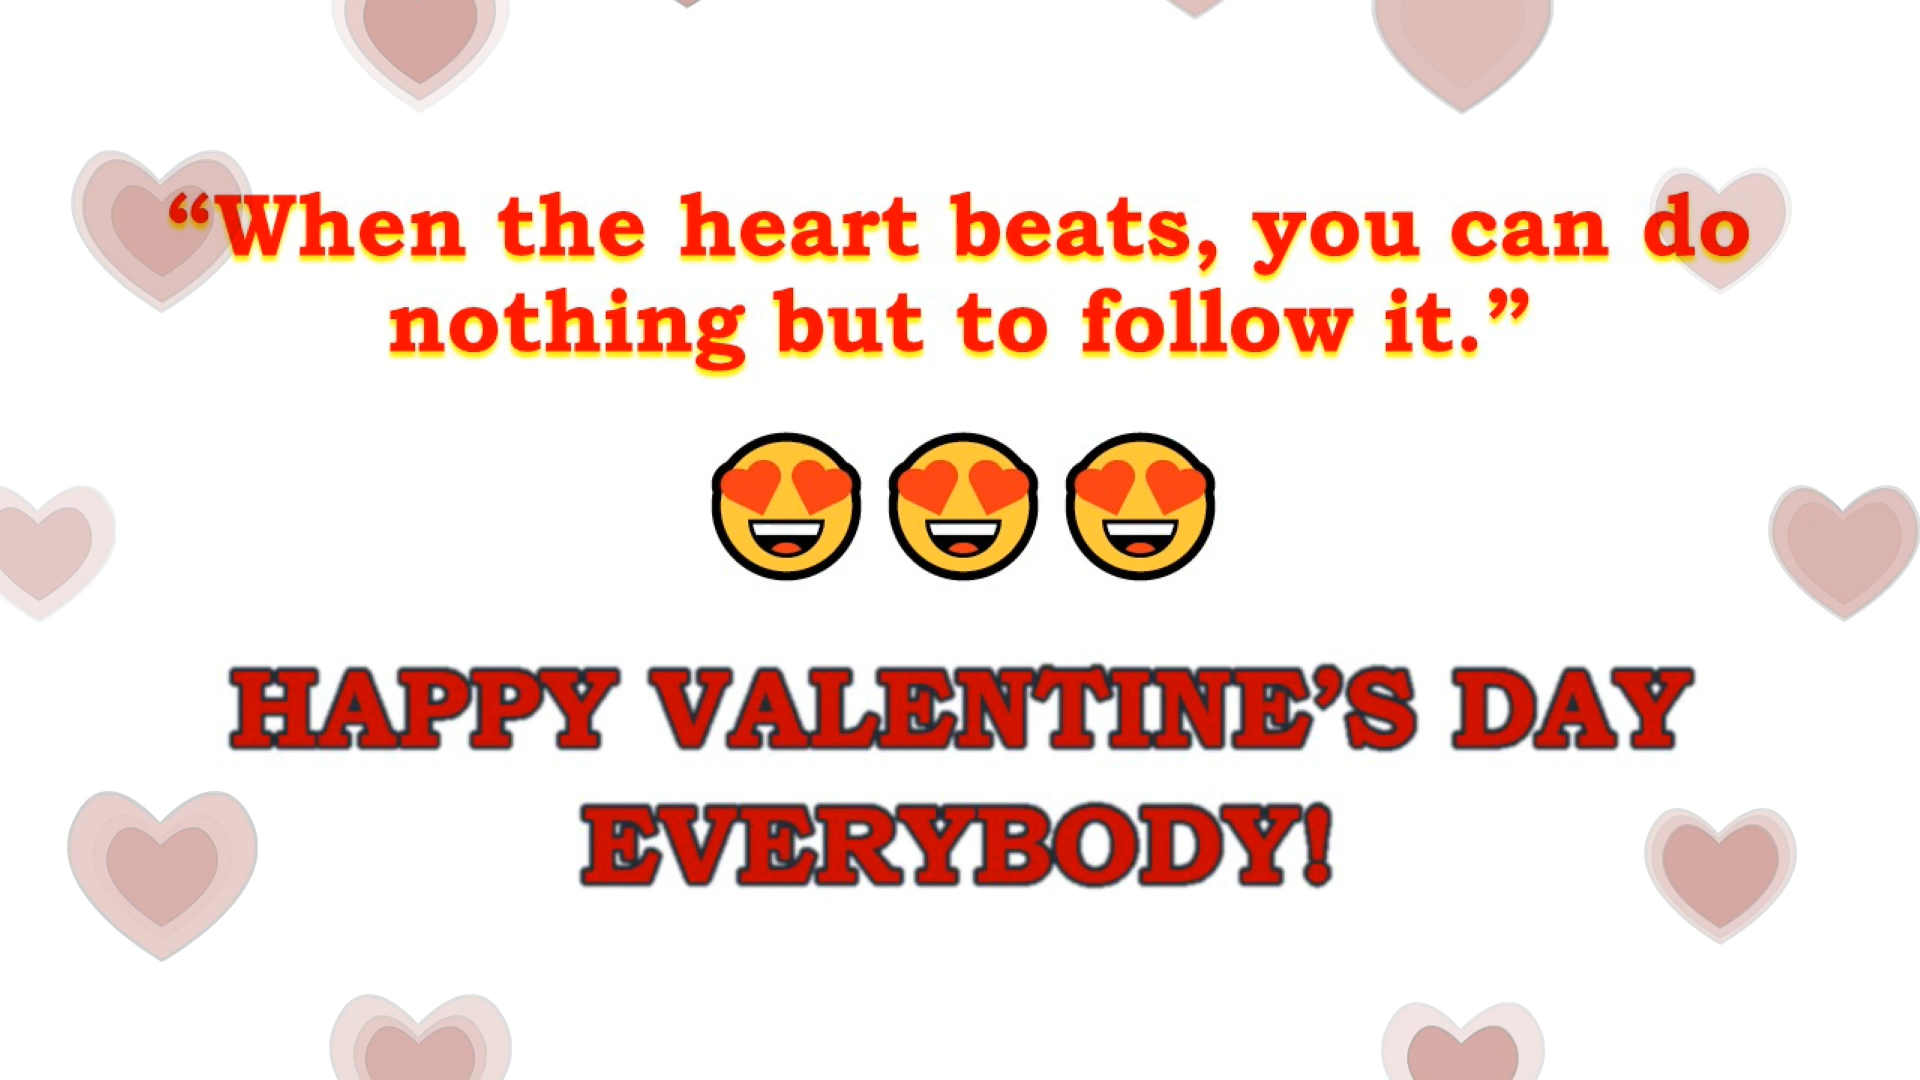 “When the heart beats, you can do
nothing but to follow it.”
😍😍😍
HAPPY VALENTINE’S DAY
EVERYBODY!